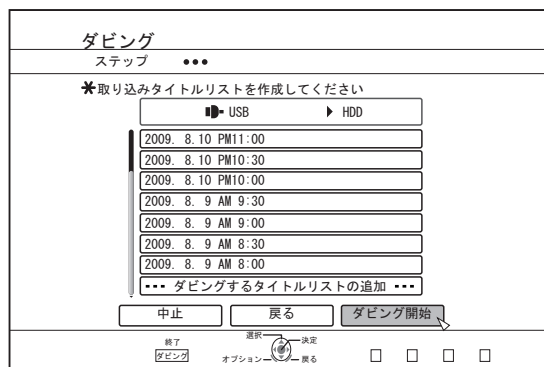 ダビング
ステップ •••
✱取り込みタイトルリストを作成してください
USB ▶ HDD
2009. 8.10 PM11:00
2009. 8.10 PM10:30
2009. 8.10 PM10:00
2009. 8. 9 AM 9:30
2009. 8. 9 AM 9:00
2009. 8. 9 AM 8:30
2009. 8. 9 AM 8:00
--- ダビングするタイトルリストの追加 ---
中止 戻る ダビング開始
終了 選択 決定
ダビング オプション 戻る